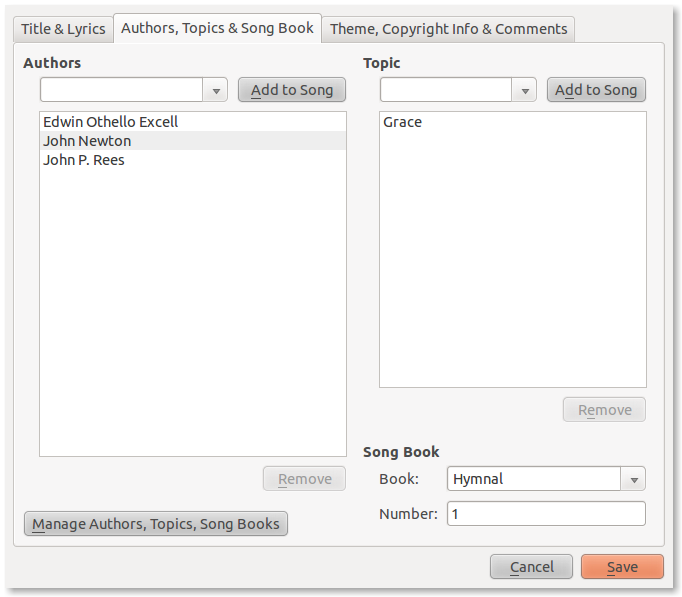 Title & Lyrics
Authors, Topics & Song Book
Theme, Copyright Info & Comments
Authors
Add to Song
Edwin Othello Excell
John Newton
John P. Rees
Remove
Manage Authors, Topics, Song Books
Topic
Add to Song
Grace
Remove
Song Book
Book: Hymnal
Number: 1
Cancel
Save